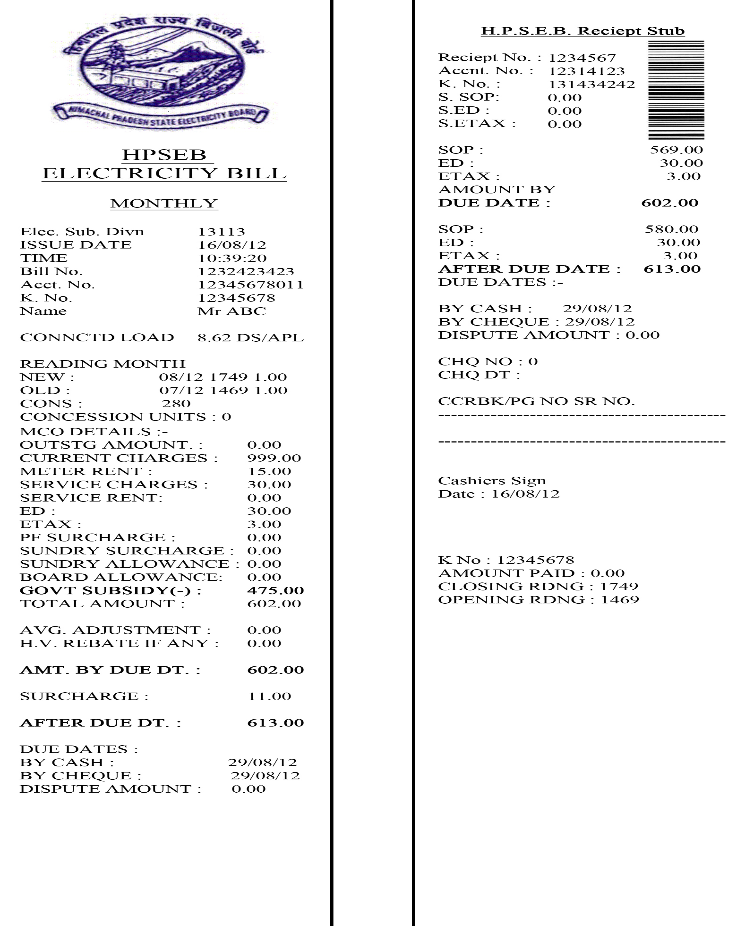 हिमाचल प्रदेश राज्य बिजली बोर्ड
HIMACHAL PRADESH STATE ELECTRICITY BOARD
HPSEB
ELECTRICITY BILL
MONTHLY
Elec. Sub. Divn 13113
ISSUE DATE 16/08/12
TIME 10:39:20
Bill No. 1232423423
Acct. No. 12345678011
K. No. 12345678
Name Mr ABC
CONNCTD LOAD 8.62 DS/APL
READING MONTH
NEW : 08/12 1749 1.00
OLD : 07/12 1469 1.00
CONS : 280
CONCESSION UNITS : 0
MCO DETAILS :-
OUTSTG AMOUNT. : 0.00
CURRENT CHARGES : 999.00
METER RENT : 15.00
SERVICE CHARGES : 30.00
SERVICE RENT: 0.00
ED : 30.00
ETAX : 3.00
PF SURCHARGE : 0.00
SUNDRY SURCHARGE : 0.00
SUNDRY ALLOWANCE : 0.00
BOARD ALLOWANCE: 0.00
GOVT SUBSIDY(-) : 475.00
TOTAL AMOUNT : 602.00
AVG. ADJUSTMENT : 0.00
H.V. REBATE IF ANY : 0.00
AMT. BY DUE DT. : 602.00
SURCHARGE : 11.00
AFTER DUE DT. : 613.00
DUE DATES :
BY CASH : 29/08/12
BY CHEQUE : 29/08/12
DISPUTE AMOUNT : 0.00
H.P.S.E.B. Reciept Stub
Reciept No. : 1234567
Accnt. No. : 12314123
K. No. : 131434242
S. SOP: 0.00
S.ED : 0.00
S.ETAX : 0.00
SOP : 569.00
ED : 30.00
ETAX : 3.00
AMOUNT BY
DUE DATE : 602.00
SOP : 580.00
ED : 30.00
ETAX : 3.00
AFTER DUE DATE : 613.00
DUE DATES :-
BY CASH : 29/08/12
BY CHEQUE : 29/08/12
DISPUTE AMOUNT : 0.00
CHQ NO : 0
CHQ DT :
CCRBK/PG NO SR NO.
Cashiers Sign
Date : 16/08/12
K No : 12345678
AMOUNT PAID : 0.00
CLOSING RDNG : 1749
OPENING RDNG : 1469